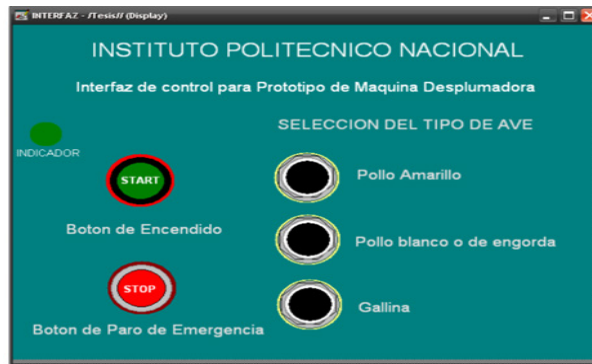 INTERFAZ - /Tesis// (Display)
INSTITUTO POLITECNICO NACIONAL
Interfaz de control para Prototipo de Maquina Desplumadora
SELECCION DEL TIPO DE AVE
INDICADOR
START
Pollo Amarillo
Boton de Encendido
Pollo blanco o de engorda
STOP
Gallina
Boton de Paro de Emergencia